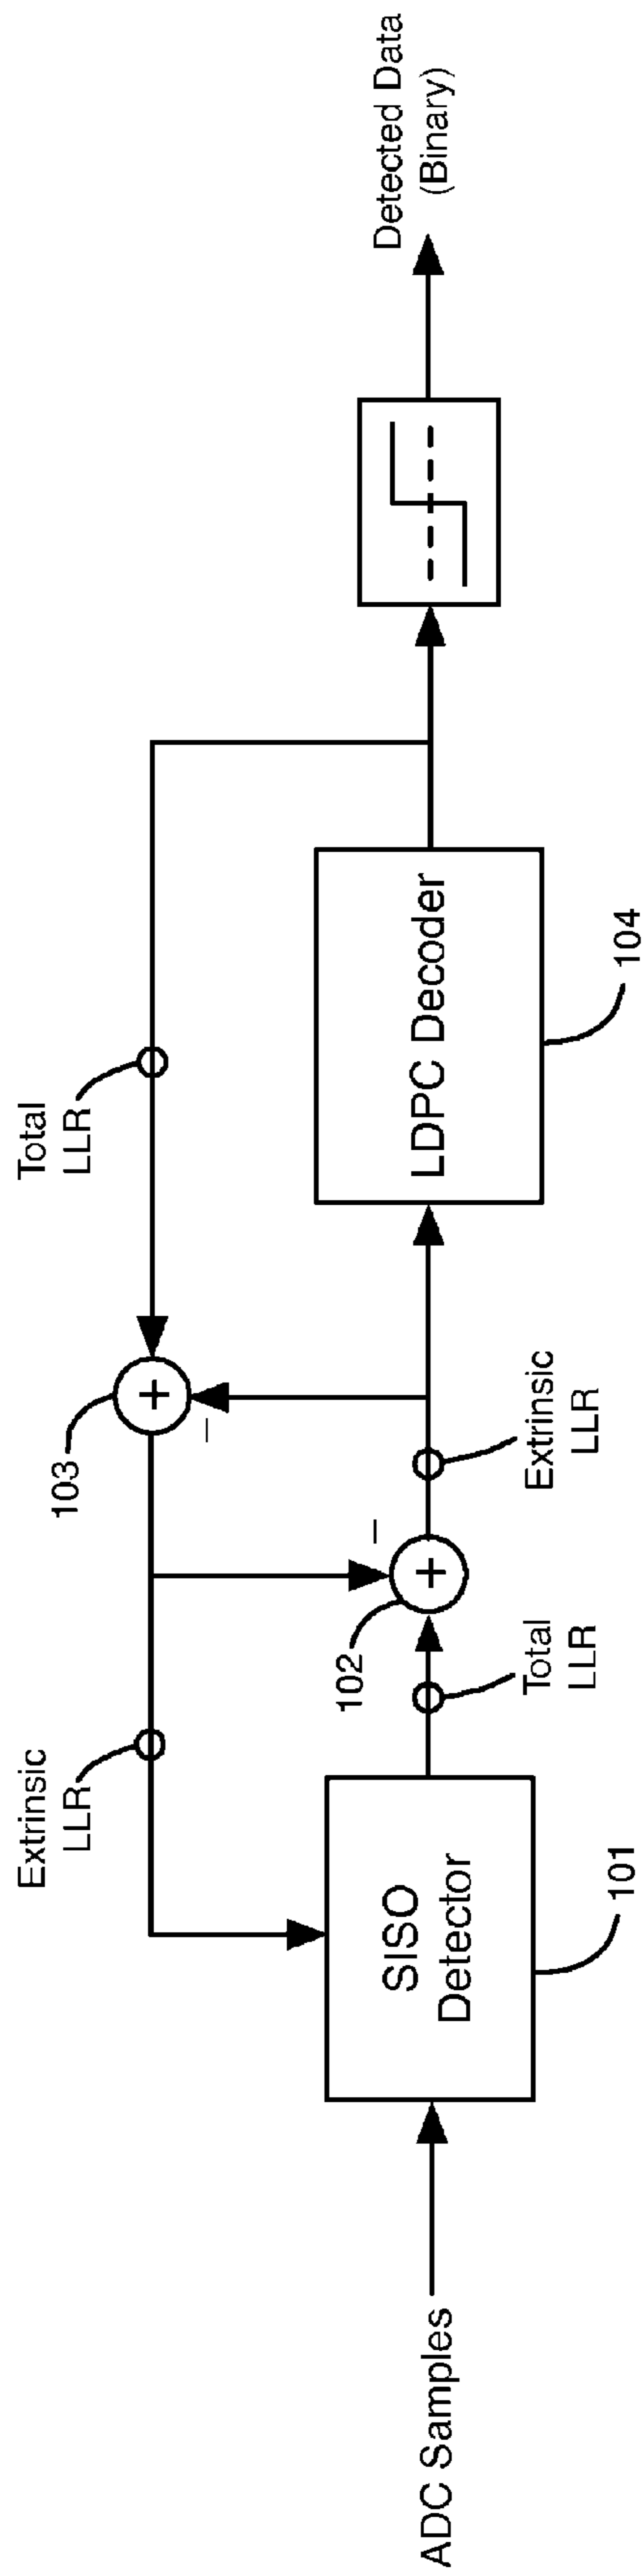 ADC Samples
SISO
Detector
101
Extrinsic
LLR
Total
LLR
102
+
−
Extrinsic
LLR
103
+
−
Total
LLR
LDPC Decoder
104
Detected Data
(Binary)